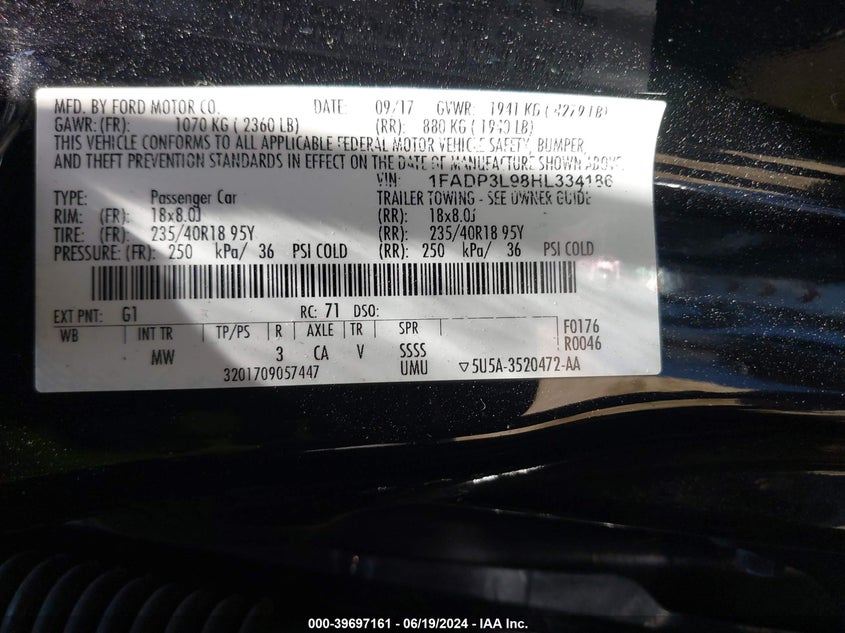 MFD. BY FORD MOTOR CO. DATE: 09/17 GVWR: 1941 KG ( 4279 LB)
GAWR: (FR): 1070 KG ( 2360 LB) (RR): 880 KG ( 1940 LB)
THIS VEHICLE CONFORMS TO ALL APPLICABLE FEDERAL MOTOR VEHICLE SAFETY, BUMPER,
AND THEFT PREVENTION STANDARDS IN EFFECT ON THE DATE OF MANUFACTURE SHOWN ABOVE.
VIN: 1FADP3L98HL334186
TYPE: Passenger Car TRAILER TOWING - SEE OWNER GUIDE
RIM: (FR): 18x8.0J (RR): 18x8.0J
TIRE: (FR): 235/40R18 95Y (RR): 235/40R18 95Y
PRESSURE: (FR): 250 kPa/ 36 PSI COLD (RR): 250 kPa/ 36 PSI COLD
EXT PNT: G1 RC: 71 DSO:
WB INT TR TP/PS R AXLE TR SPR F0176
R0046
MW 3 CA V SSSS
3201709057447 UMU ▽5U5A-3520472-AA
000-39697161 - 06/19/2024 - IAA Inc.